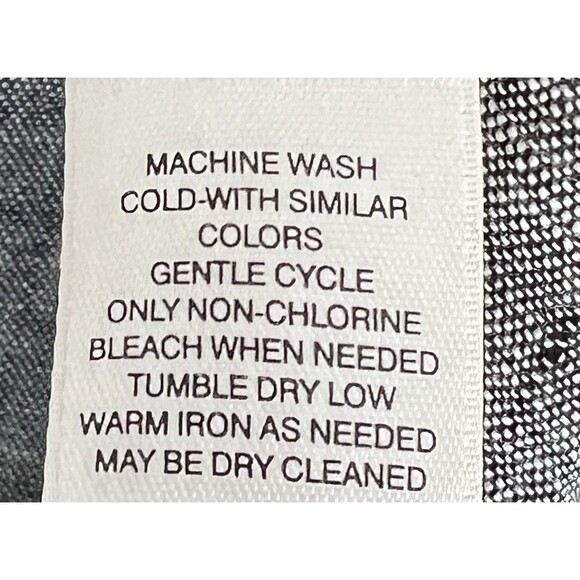 MACHINE WASH
COLD-WITH SIMILAR
COLORS
GENTLE CYCLE
ONLY NON-CHLORINE
BLEACH WHEN NEEDED
TUMBLE DRY LOW
WARM IRON AS NEEDED
MAY BE DRY CLEANED